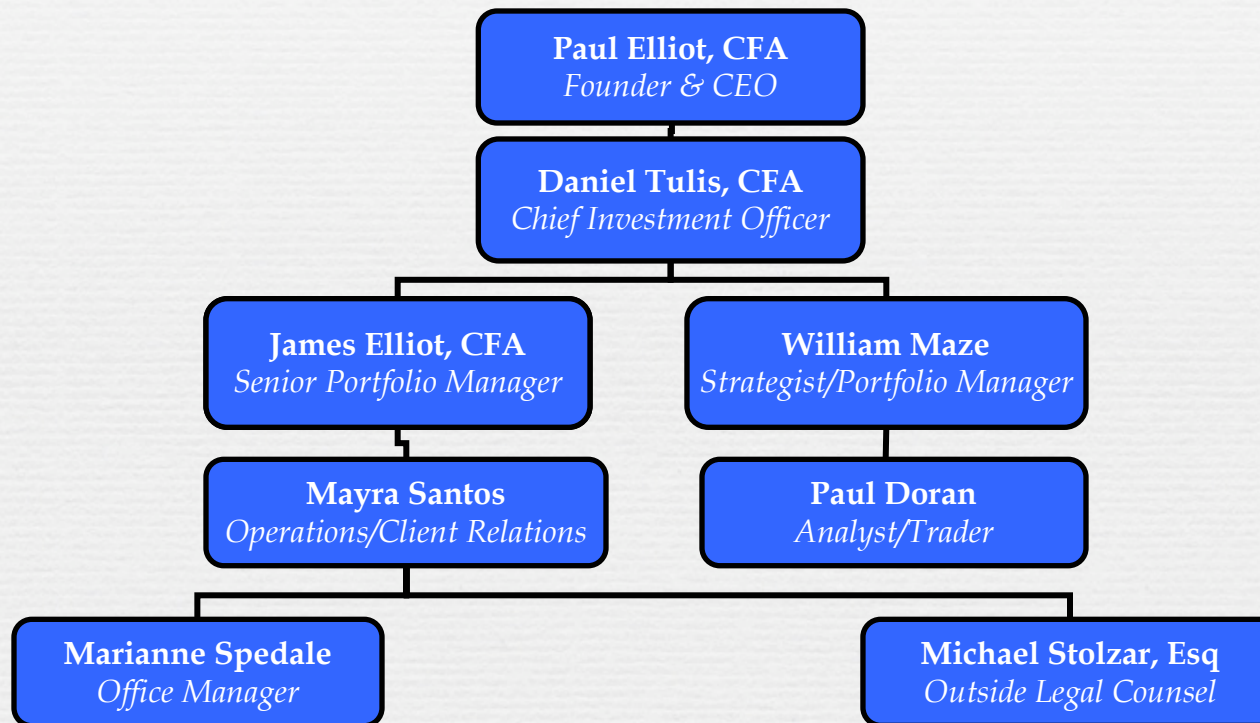 Paul Elliot, CFA
Founder & CEO
Daniel Tulis, CFA
Chief Investment Officer
James Elliot, CFA
Senior Portfolio Manager
William Maze
Strategist/Portfolio Manager
Mayra Santos
Operations/Client Relations
Paul Doran
Analyst/Trader
Marianne Spedale
Office Manager
Michael Stolzar, Esq
Outside Legal Counsel